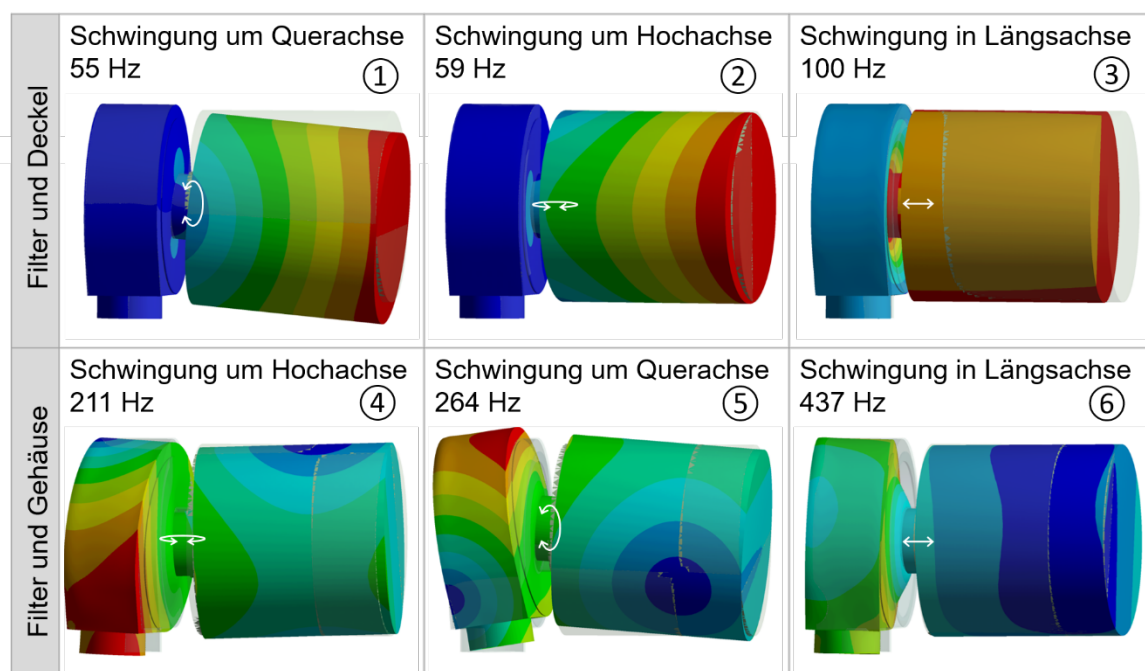 Filter und Deckel
Schwingung um Querachse
55 Hz
①
Schwingung um Hochachse
59 Hz
②
Schwingung in Längsachse
100 Hz
③
Filter und Gehäuse
Schwingung um Hochachse
211 Hz
④
Schwingung um Querachse
264 Hz
⑤
Schwingung in Längsachse
437 Hz
⑥